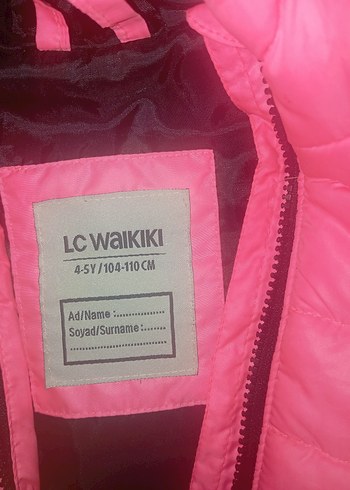 LC WAIKIKI
4-5Y / 104-110 CM
Ad/Name :................
Soyad/Surname :.......
..............................